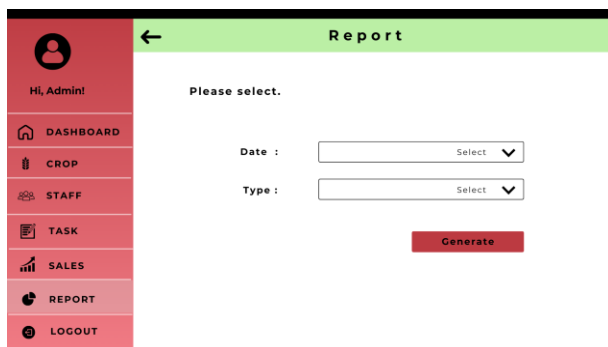 Report
Hi, Admin!
Please select.
DASHBOARD
CROP
STAFF
TASK
SALES
REPORT
LOGOUT
Date :
Select
Type :
Select
Generate